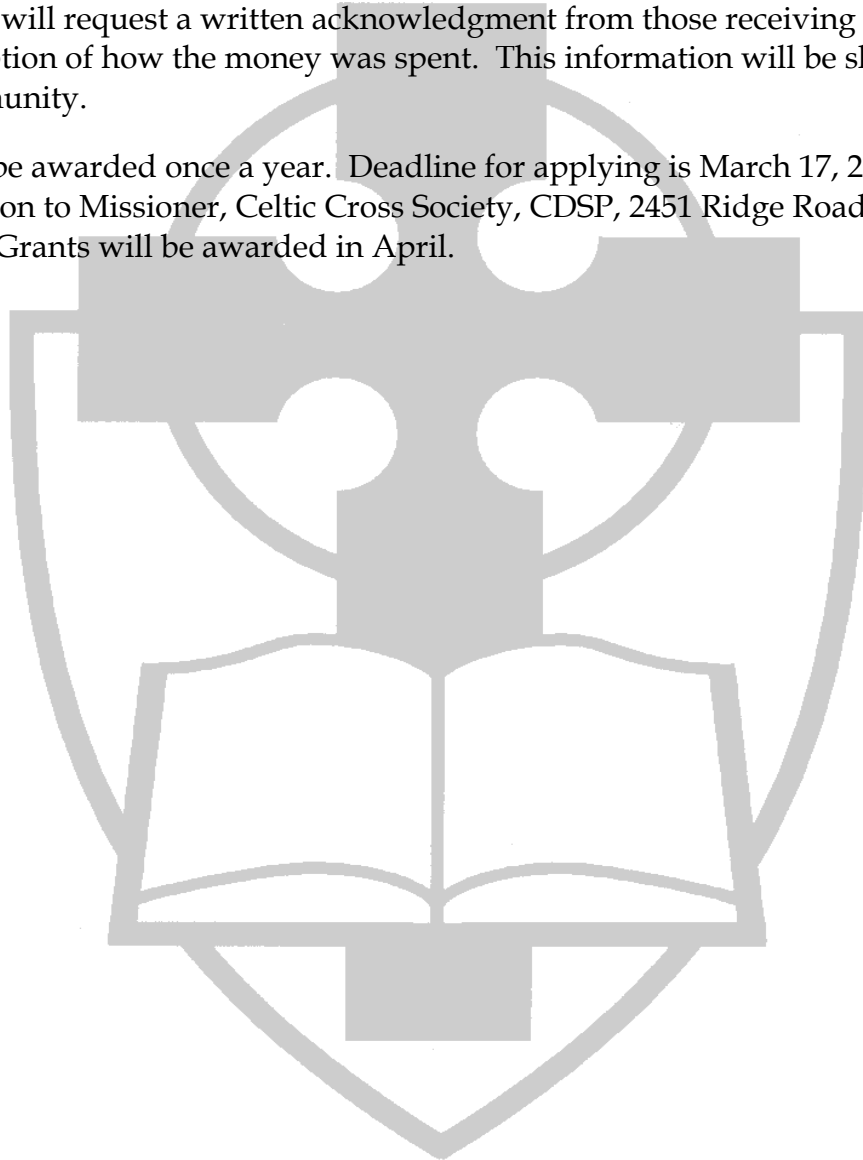 will request a written acknowledgment from those receiving
tion of how the money was spent.  This information will be
unity.
be awarded once a year.  Deadline for applying is March 17,
on to Missioner, Celtic Cross Society, CDSP, 2451 Ridge Road
Grants will be awarded in April.